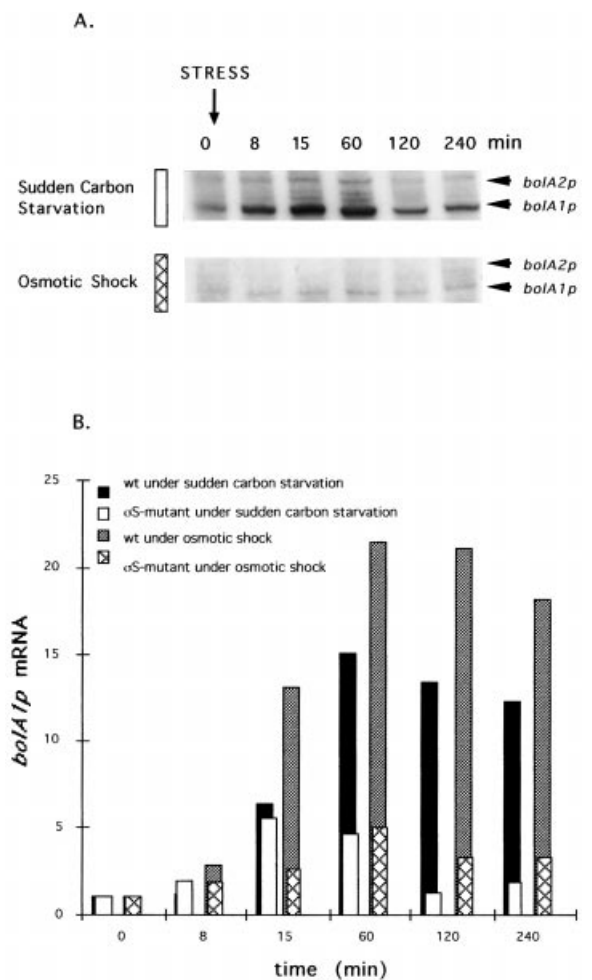 A.
STRESS
0 8 15 60 120 240 min
Sudden Carbon
Starvation
bolA2p
bolA1p
Osmotic Shock
bolA2p
bolA1p
B.
25
20
15
10
5
0
bolA1p mRNA
wt under sudden carbon starvation
σS-mutant under sudden carbon starvation
wt under osmotic shock
σS-mutant under osmotic shock
0 8 15 60 120 240
time (min)